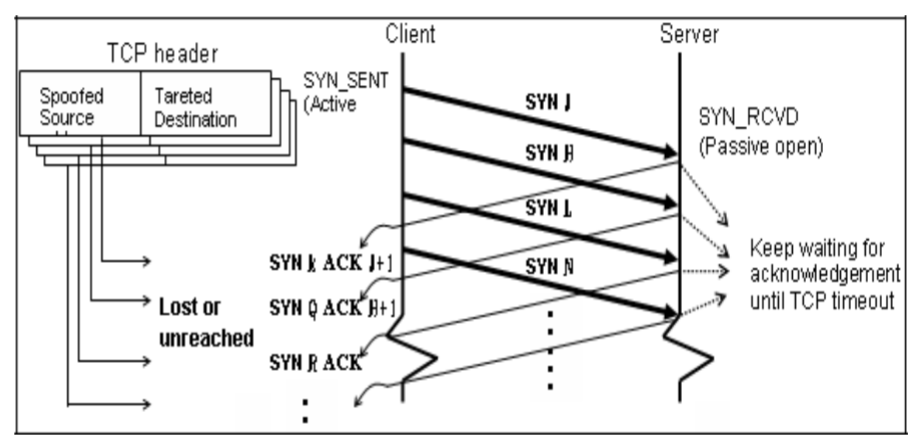 Client
Server
TCP header
Spoofed
Source
Tareted
Destination
SYN_SENT
(Active
SYN J
SYN_RCVD
(Passive open)
SYN H
SYN L
SYN K ACK J+1
SYN N
Keep waiting for
acknowledgement
until TCP timeout
Lost or
unreached
SYN Q ACK H+1
SYN R ACK